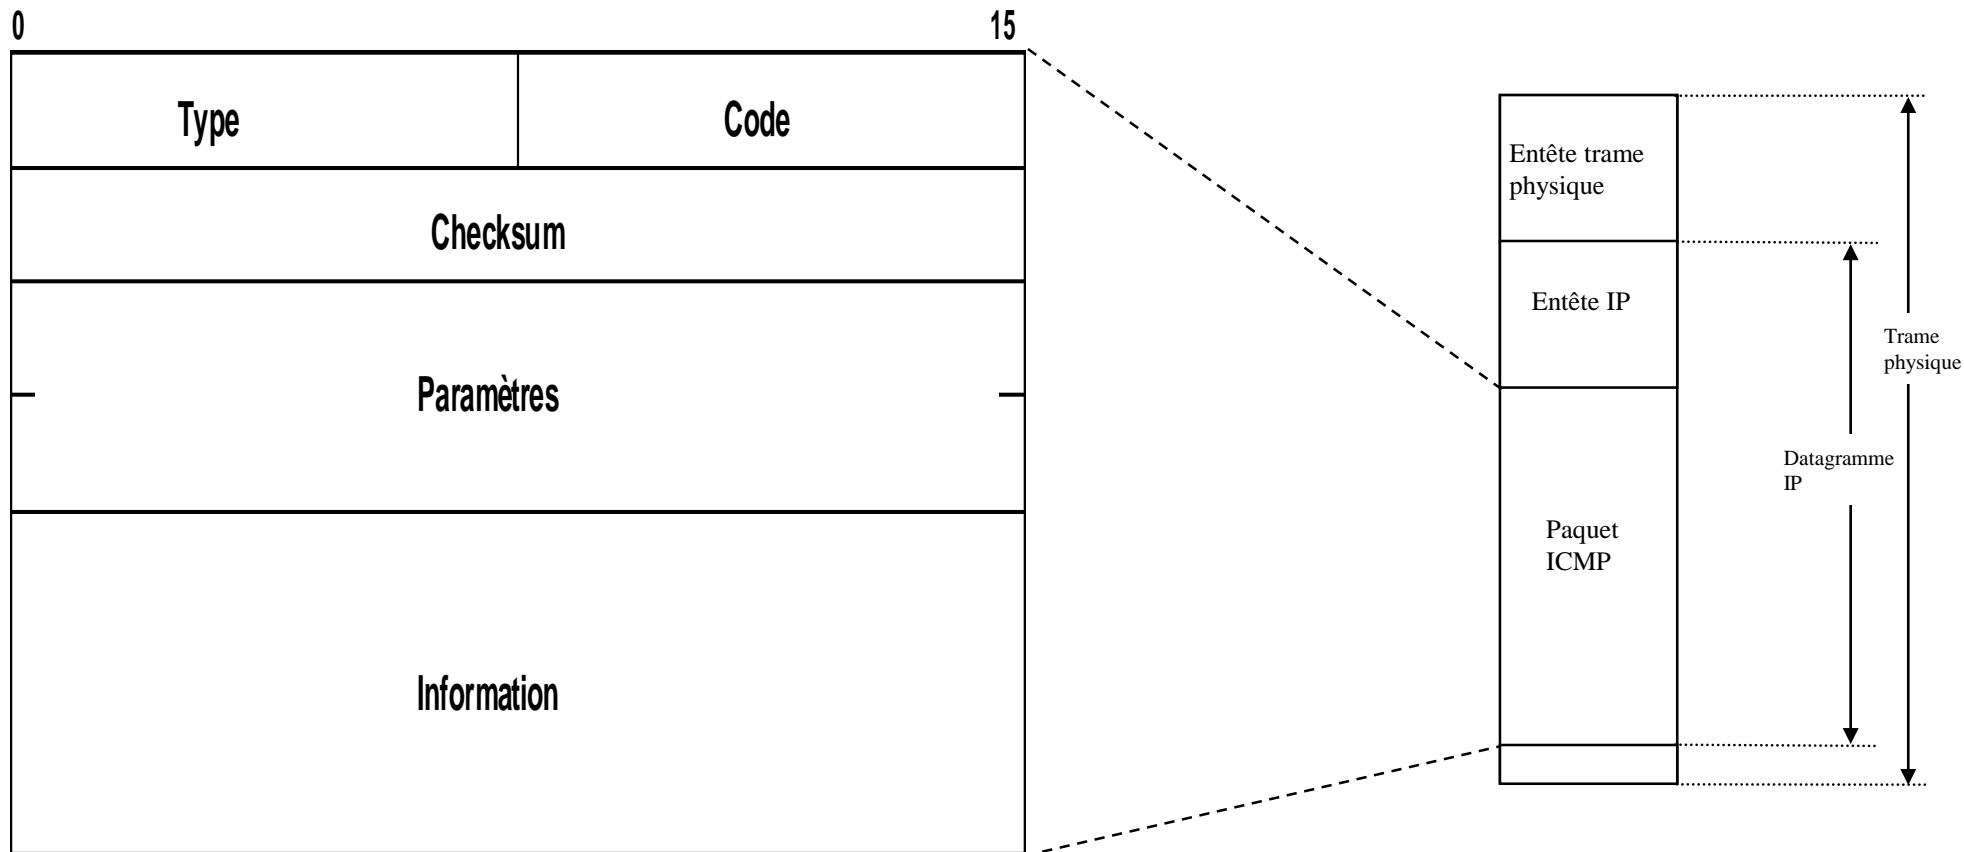 0
15
Type
Code
Checksum
Paramètres
Information
Entête trame
physique
Entête IP
Paquet
ICMP
Datagramme
IP
Trame
physique